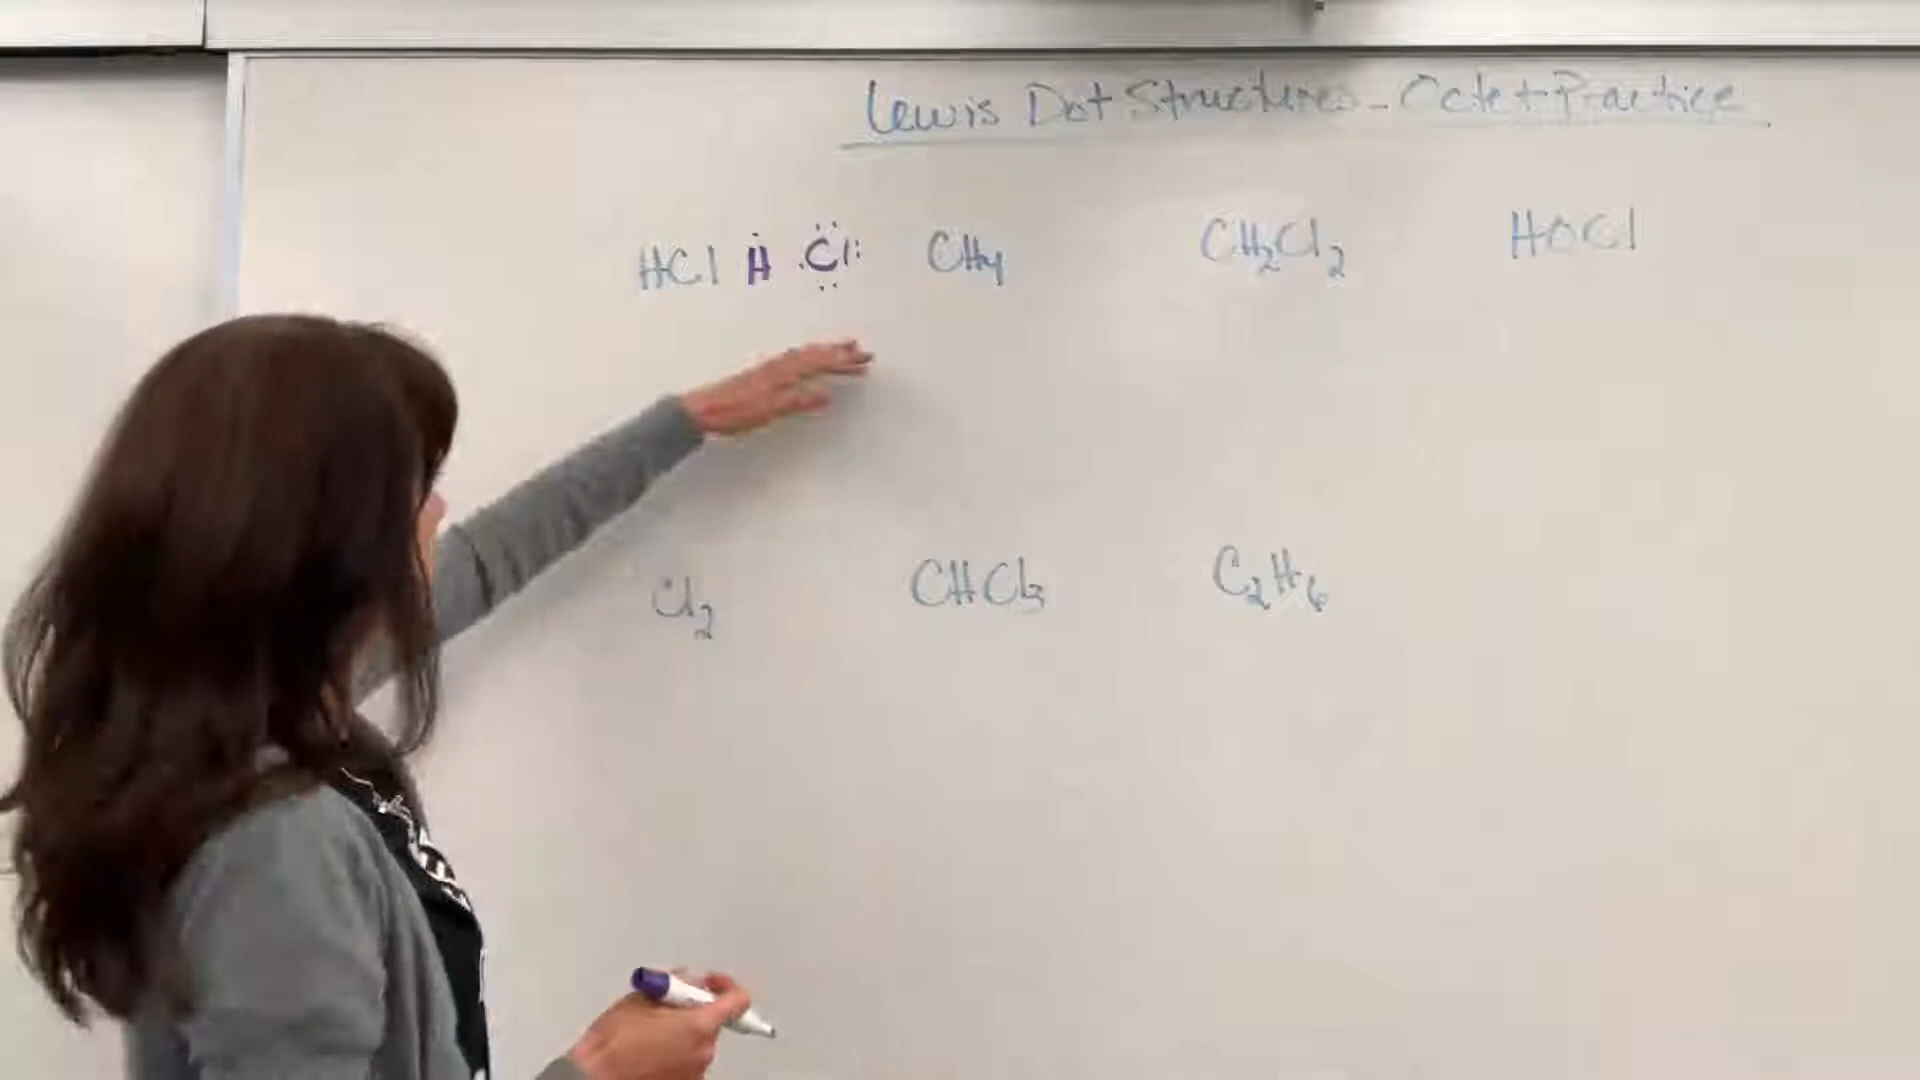 Lewis Dot Structures - Octet Practice
HCl H Cl CH4 CH2Cl2 HOCl
Cl2 CHCl3 C2H6